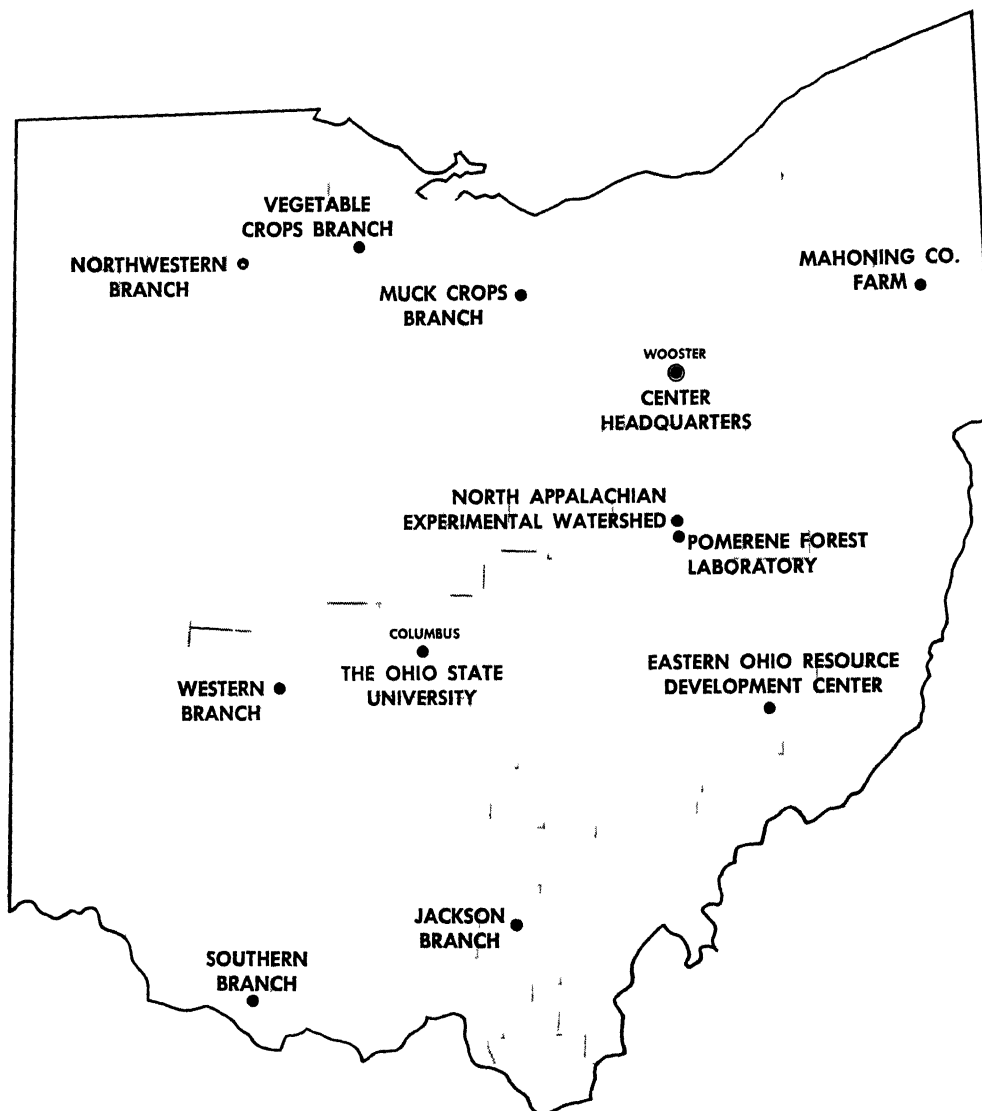 VEGETABLE
CROPS BRANCH
NORTHWESTERN
BRANCH
MUCK CROPS
BRANCH
MAHONING CO.
FARM
WOOSTER
CENTER
HEADQUARTERS
NORTH APPALACHIAN
EXPERIMENTAL WATERSHED
POMERENE FOREST
LABORATORY
COLUMBUS
THE OHIO STATE
UNIVERSITY
WESTERN
BRANCH
EASTERN OHIO RESOURCE
DEVELOPMENT CENTER
JACKSON
BRANCH
SOUTHERN
BRANCH